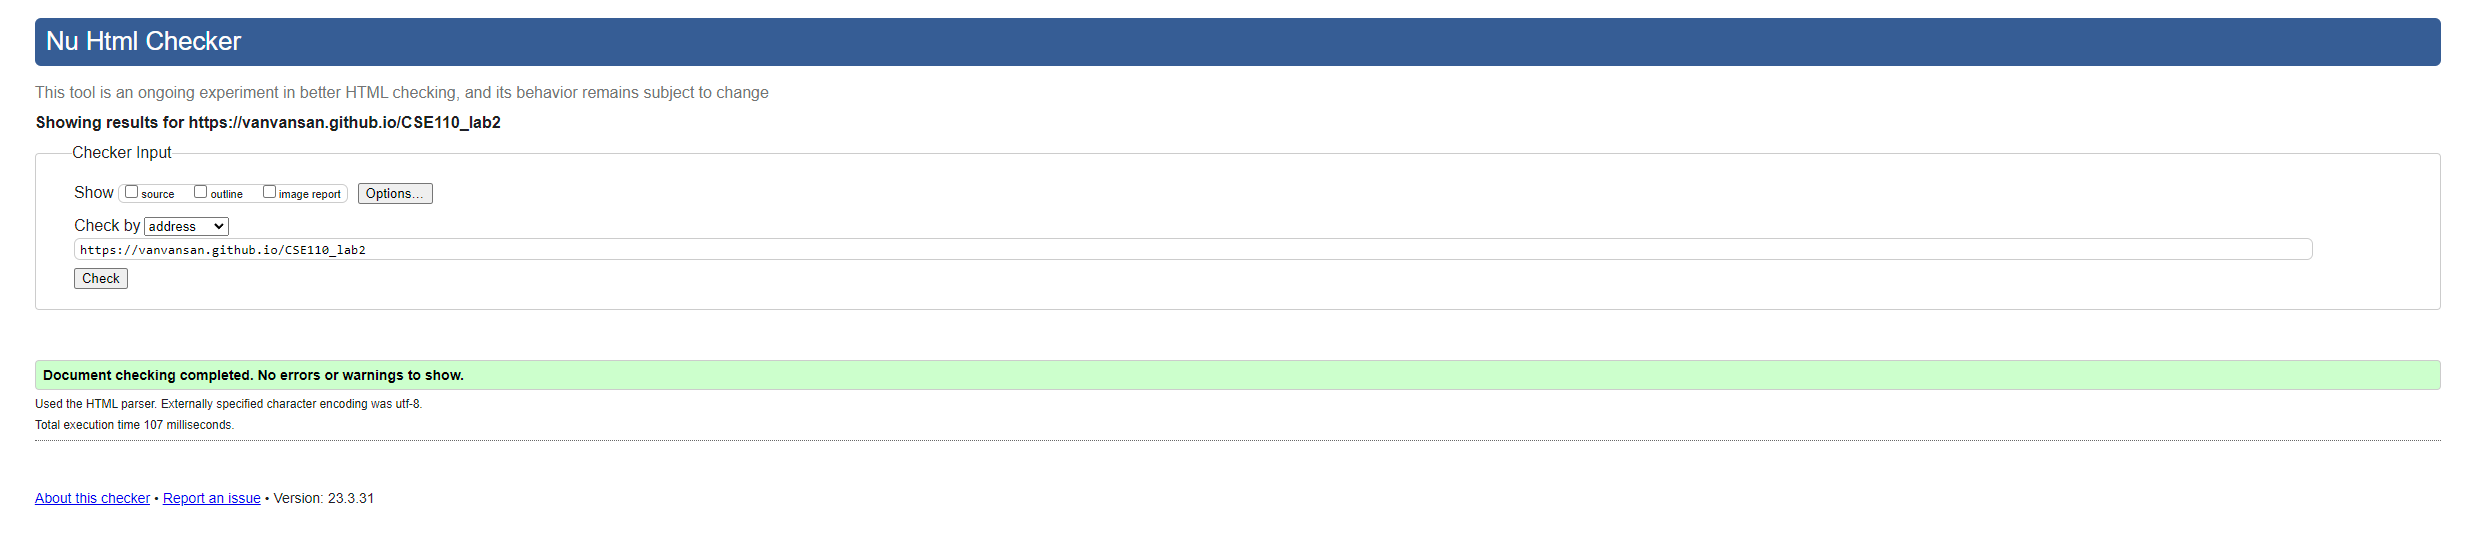 Nu Html Checker
This tool is an ongoing experiment in better HTML checking, and its behavior remains subject to change
Showing results for https://vanvansan.github.io/CSE110_lab2
Checker Input
Show source outline image report Options...
Check by address
https://vanvansan.github.io/CSE110_lab2
Check
Document checking completed. No errors or warnings to show.
Used the HTML parser. Externally specified character encoding was utf-8.
Total execution time 107 milliseconds.
About this checker • Report an issue • Version: 23.3.31